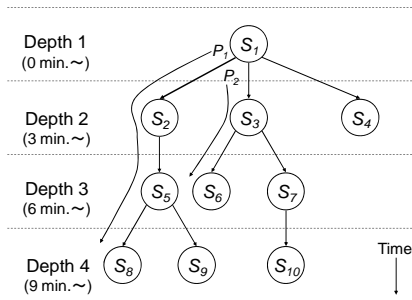 Depth 1
(0 min.~)
P1
S1
P2
Depth 2
(3 min.~)
S2
S3
S4
Depth 3
(6 min.~)
S5
S6
S7
Time
Depth 4
(9 min.~)
S8
S9
S10